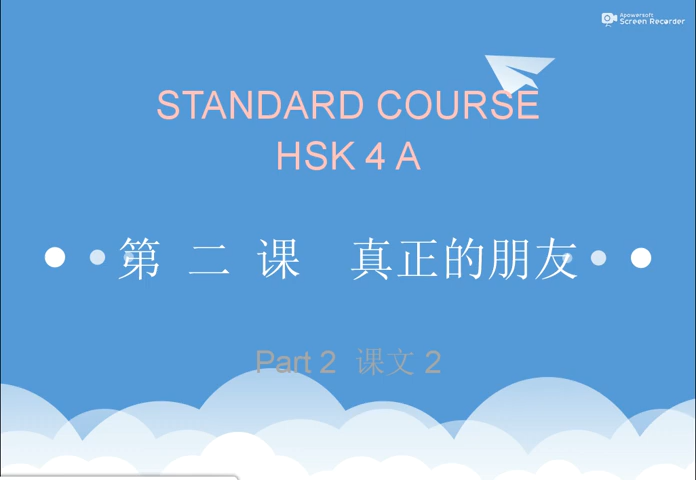 Apowersoft
Screen Recorder
STANDARD COURSE
HSK 4 A
第 二 课 真正的朋友
Part 2 课文 2